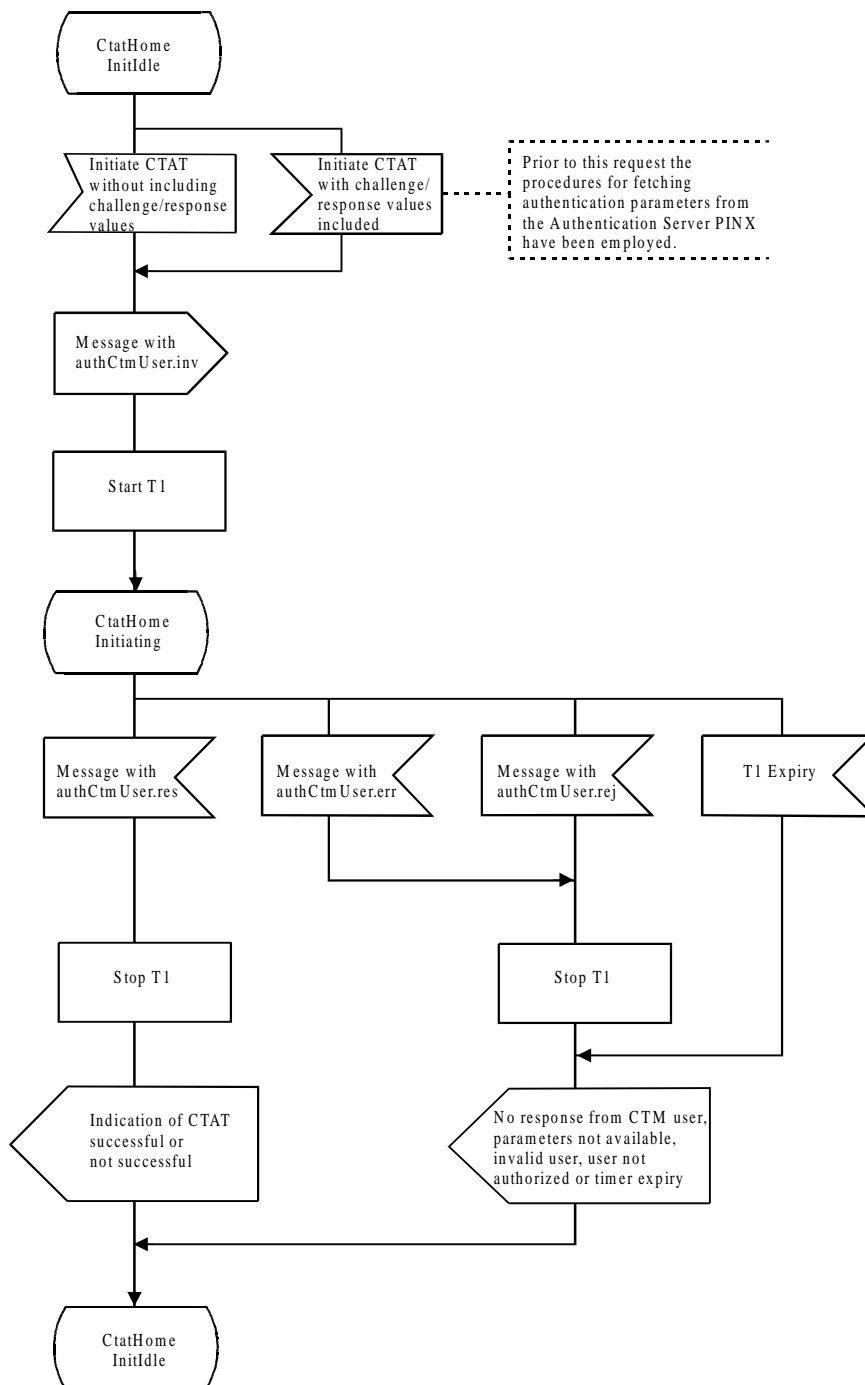 CtatHome
InitIdle
Initiate CTAT
without including
challenge/response
values
Initiate CTAT
with challenge/
response values
included
Prior to this request the
procedures for fetching
authentication parameters from
the Authentication Server PINX
have been employed.
Message with
authCtmUser.inv
Start T1
CtatHome
Initiating
Message with
authCtmUser.res
Message with
authCtmUser.err
Message with
authCtmUser.rej
T1 Expiry
Stop T1
Stop T1
Indication of CTAT
successful or
not successful
No response from CTM user,
parameters not available,
invalid user, user not
authorized or timer expiry
CtatHome
InitIdle